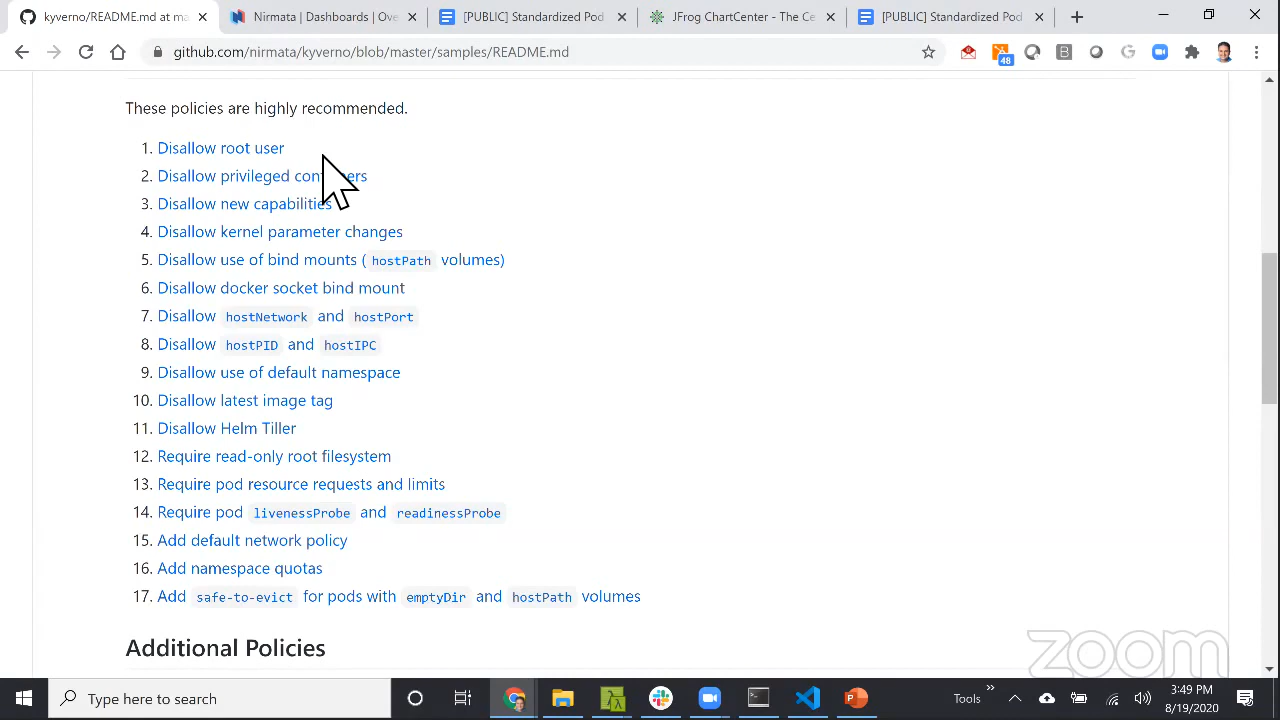 kyverno/README.md at ma
Nirmata | Dashboards | Ove
[PUBLIC] Standardized Pod
JFrog ChartCenter - The Ce
[PUBLIC] Standardized Pod
github.com/nirmata/kyverno/blob/master/samples/README.md
48
These policies are highly recommended.
1. Disallow root user
2. Disallow privileged containers
3. Disallow new capabilities
4. Disallow kernel parameter changes
5. Disallow use of bind mounts ( hostPath volumes)
6. Disallow docker socket bind mount
7. Disallow hostNetwork and hostPort
8. Disallow hostPID and hostIPC
9. Disallow use of default namespace
10. Disallow latest image tag
11. Disallow Helm Tiller
12. Require read-only root filesystem
13. Require pod resource requests and limits
14. Require pod livenessProbe and readinessProbe
15. Add default network policy
16. Add namespace quotas
17. Add safe-to-evict for pods with emptyDir and hostPath volumes
Additional Policies
zoom
Type here to search
Tools
3:49 PM
8/19/2020